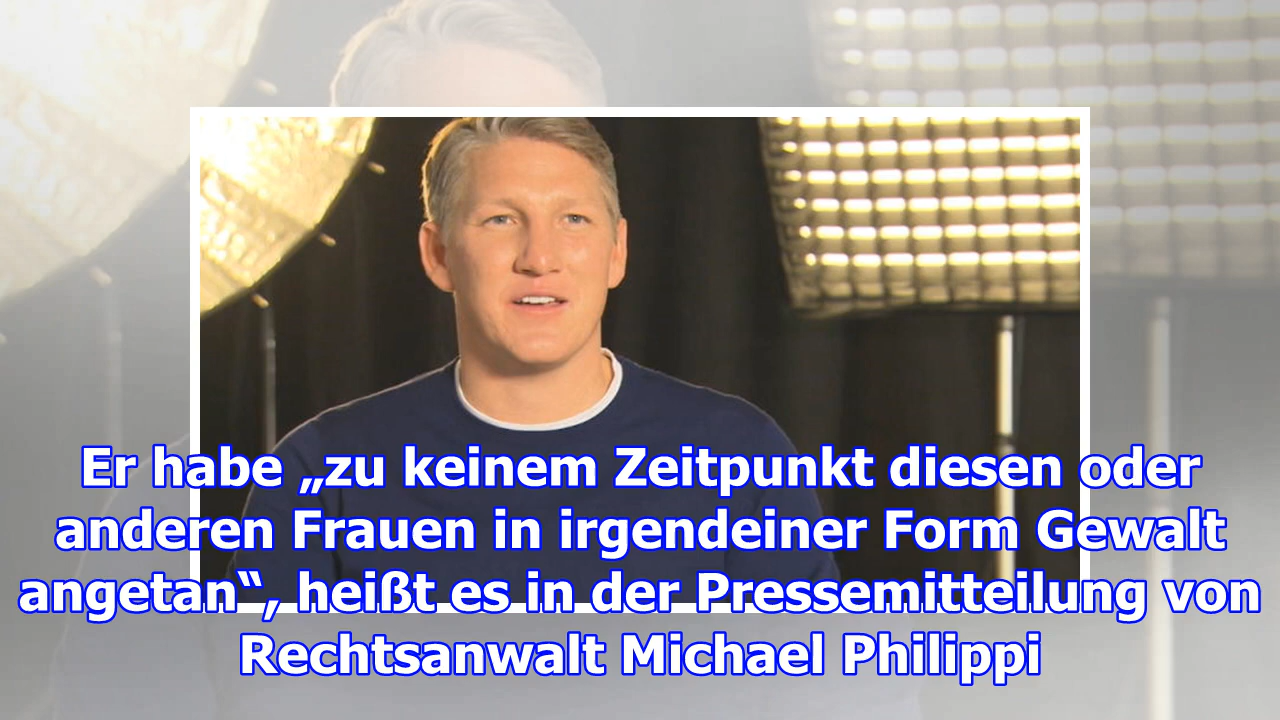 Er habe „zu keinem Zeitpunkt diesen oder
anderen Frauen in irgendeiner Form Gewalt
angetan“, heißt es in der Pressemitteilung von
Rechtsanwalt Michael Philippi